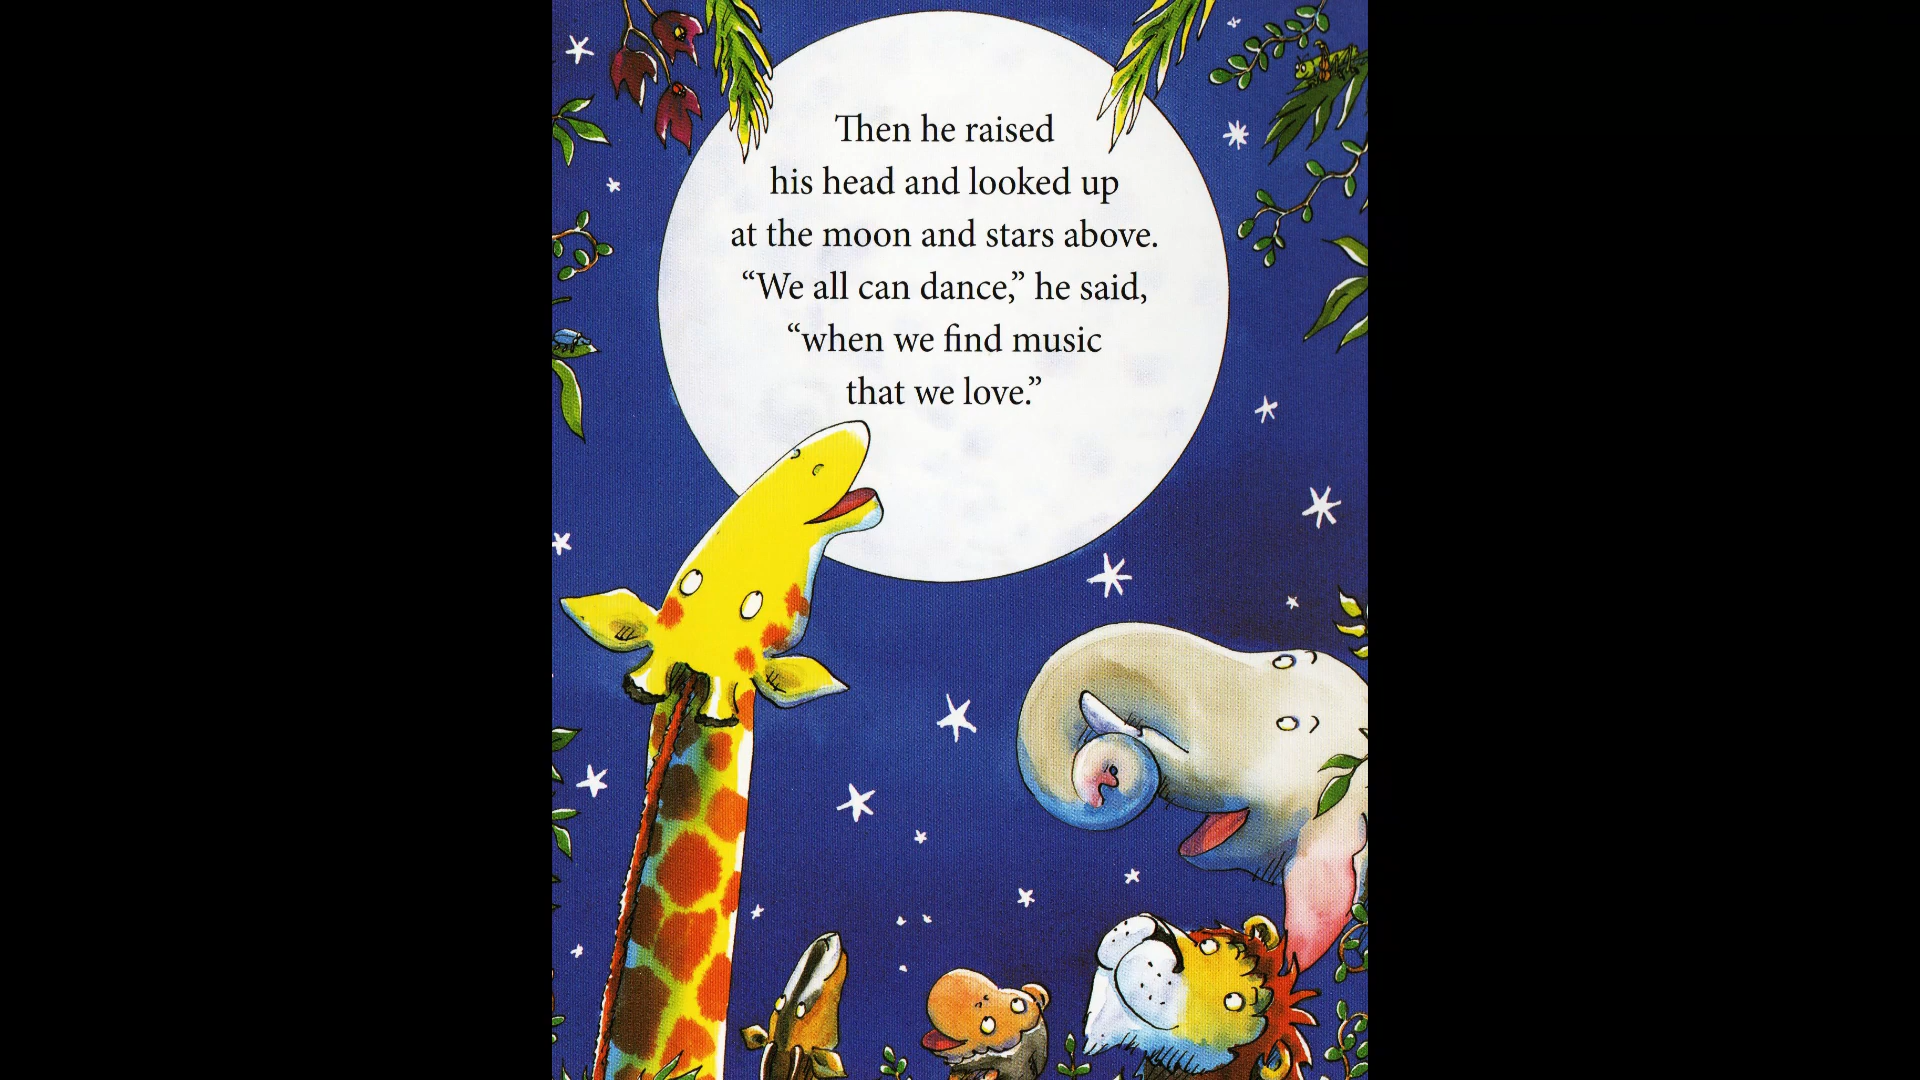 Then he raised
his head and looked up
at the moon and stars above.
“We all can dance,” he said,
“when we find music
that we love.”